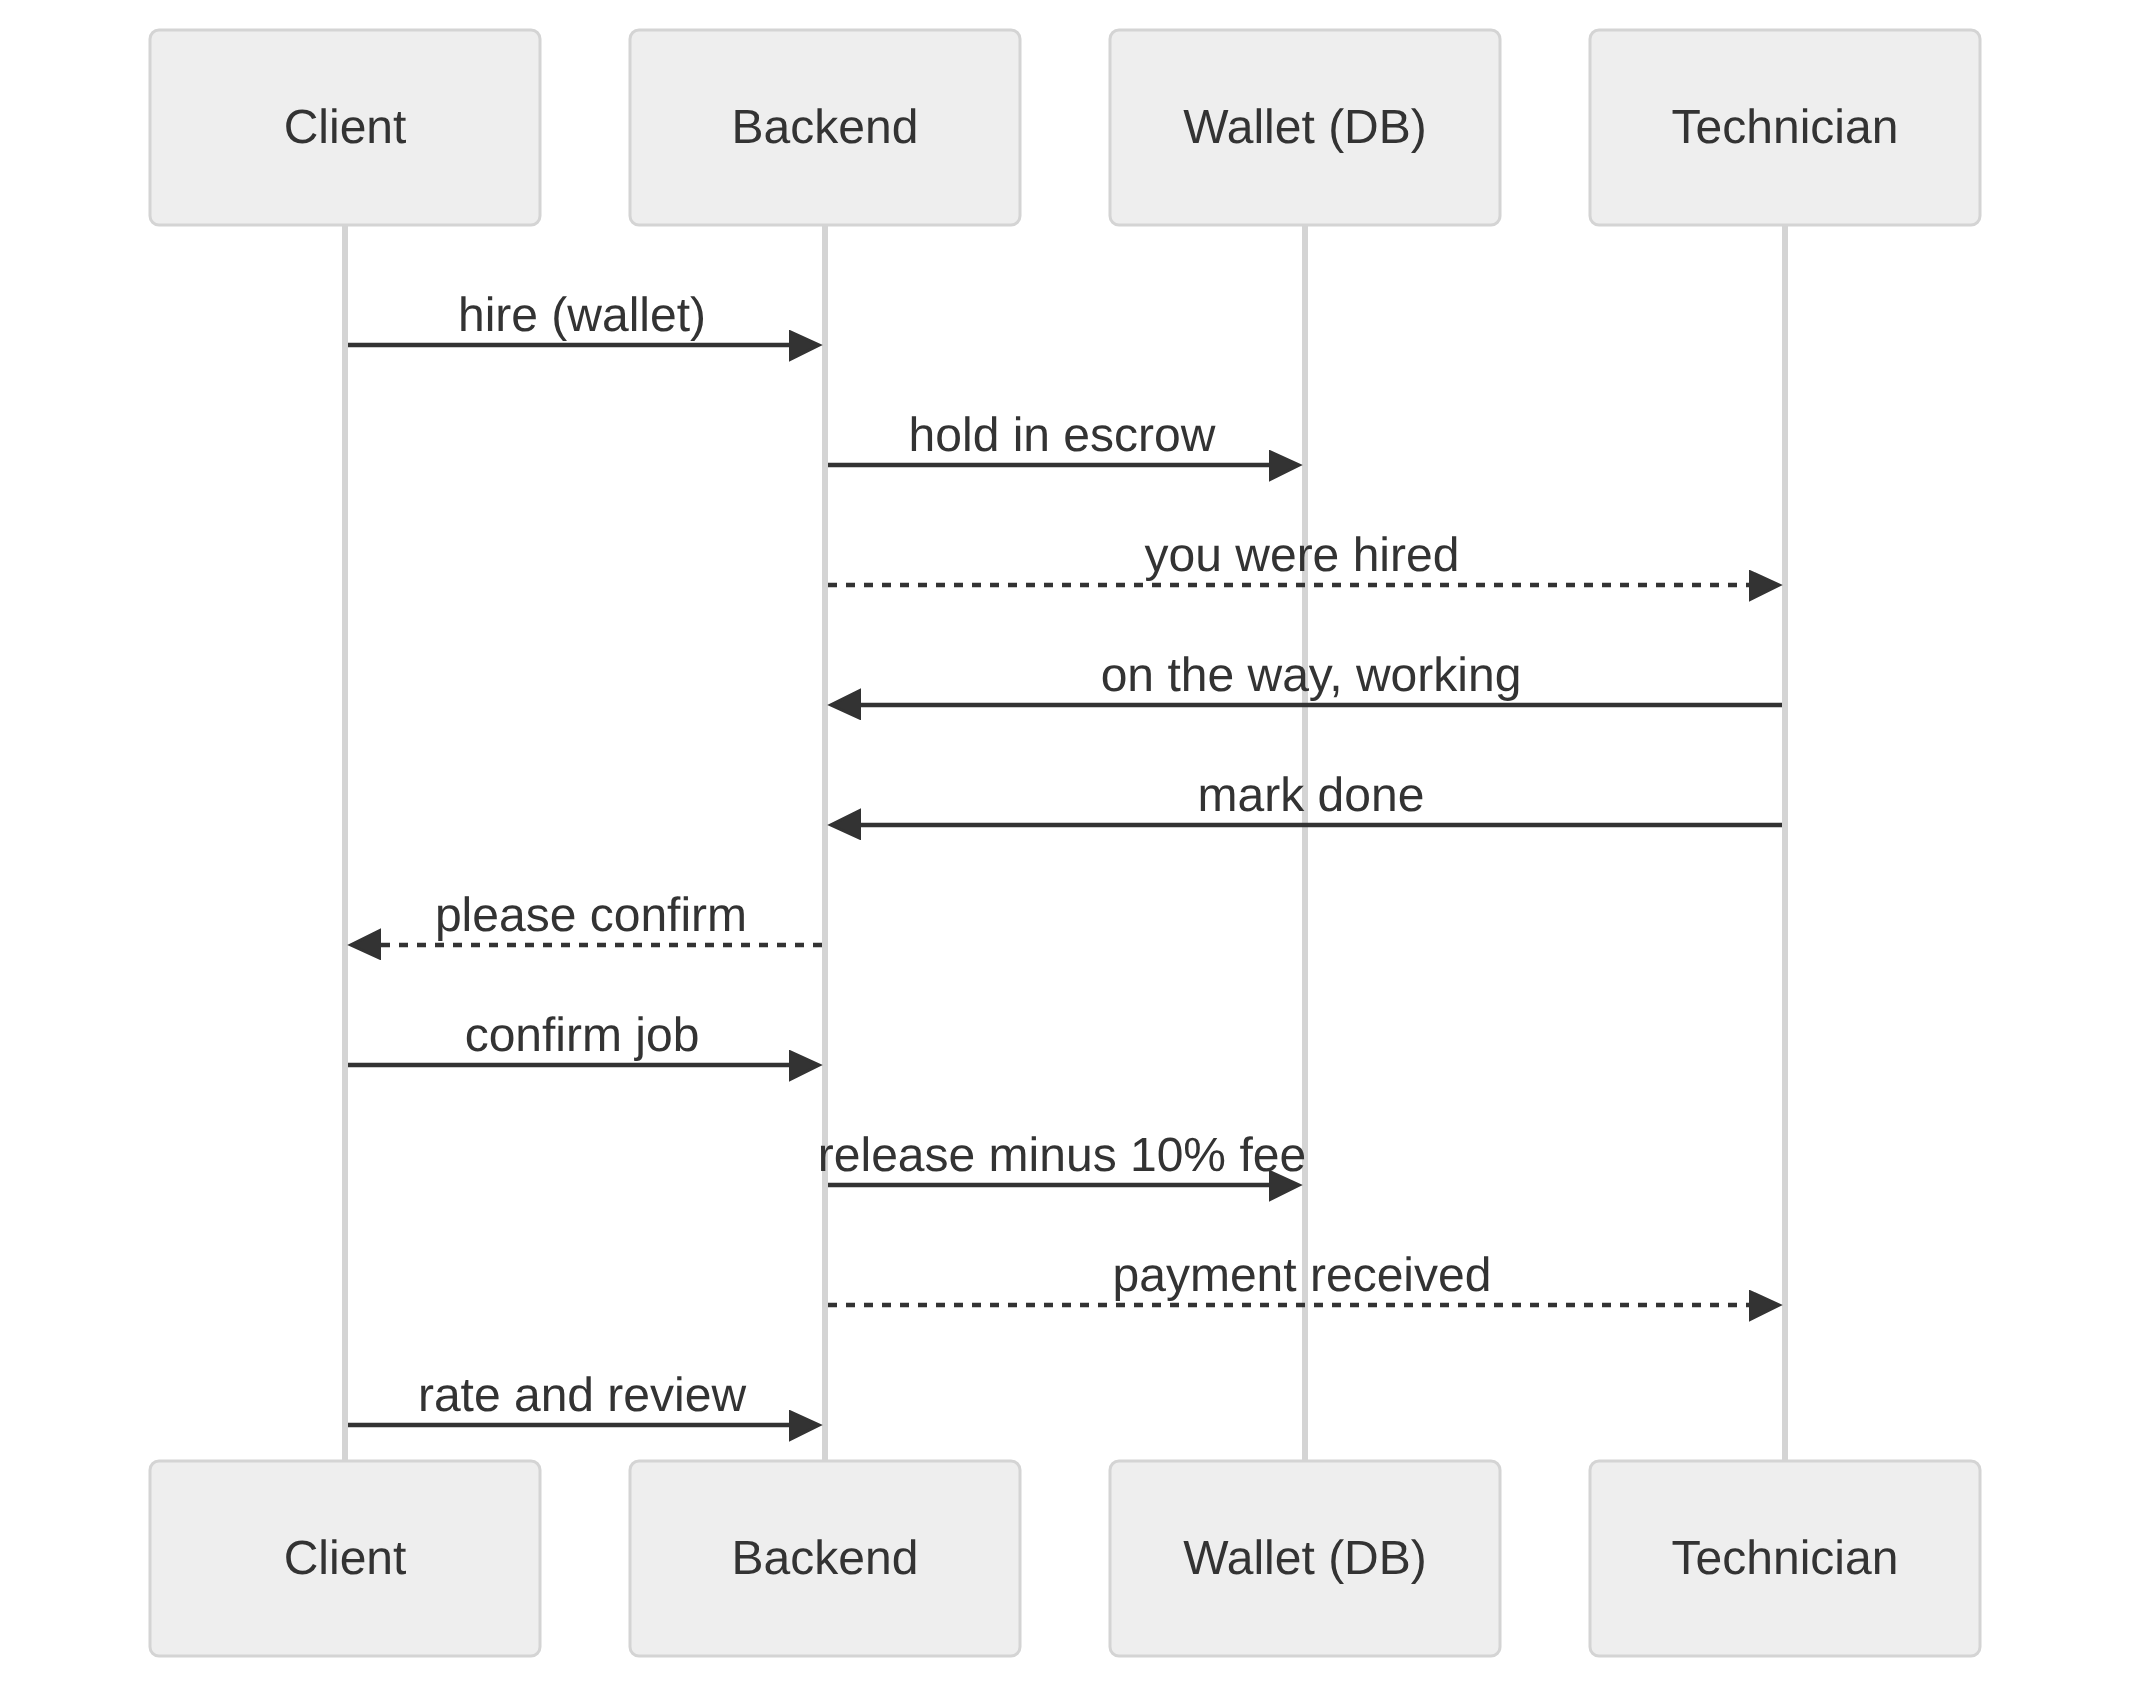 Client
Backend
Wallet (DB)
Technician
hire (wallet)
hold in escrow
you were hired
on the way, working
mark done
please confirm
confirm job
release minus 10% fee
payment received
rate and review
Client
Backend
Wallet (DB)
Technician